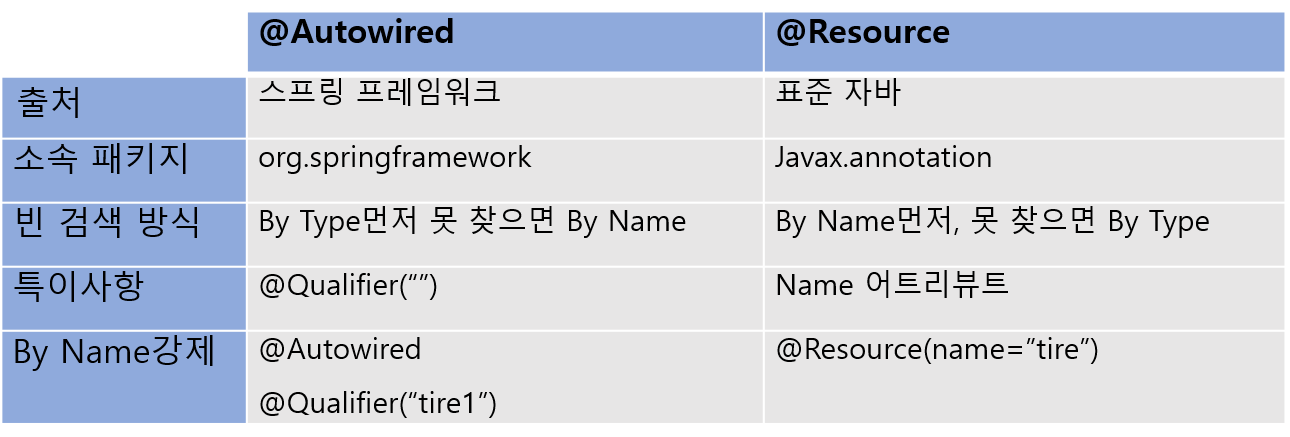 @Autowired @Resource
출처 스프링 프레임워크 표준 자바
소속 패키지 org.springframework Javax.annotation
빈 검색 방식 By Type먼저 못 찾으면 By Name By Name먼저, 못 찾으면 By Type
특이사항 @Qualifier(“”) Name 어트리뷰트
By Name강제 @Autowired @Resource(name=”tire”)
@Qualifier(“tire1”)